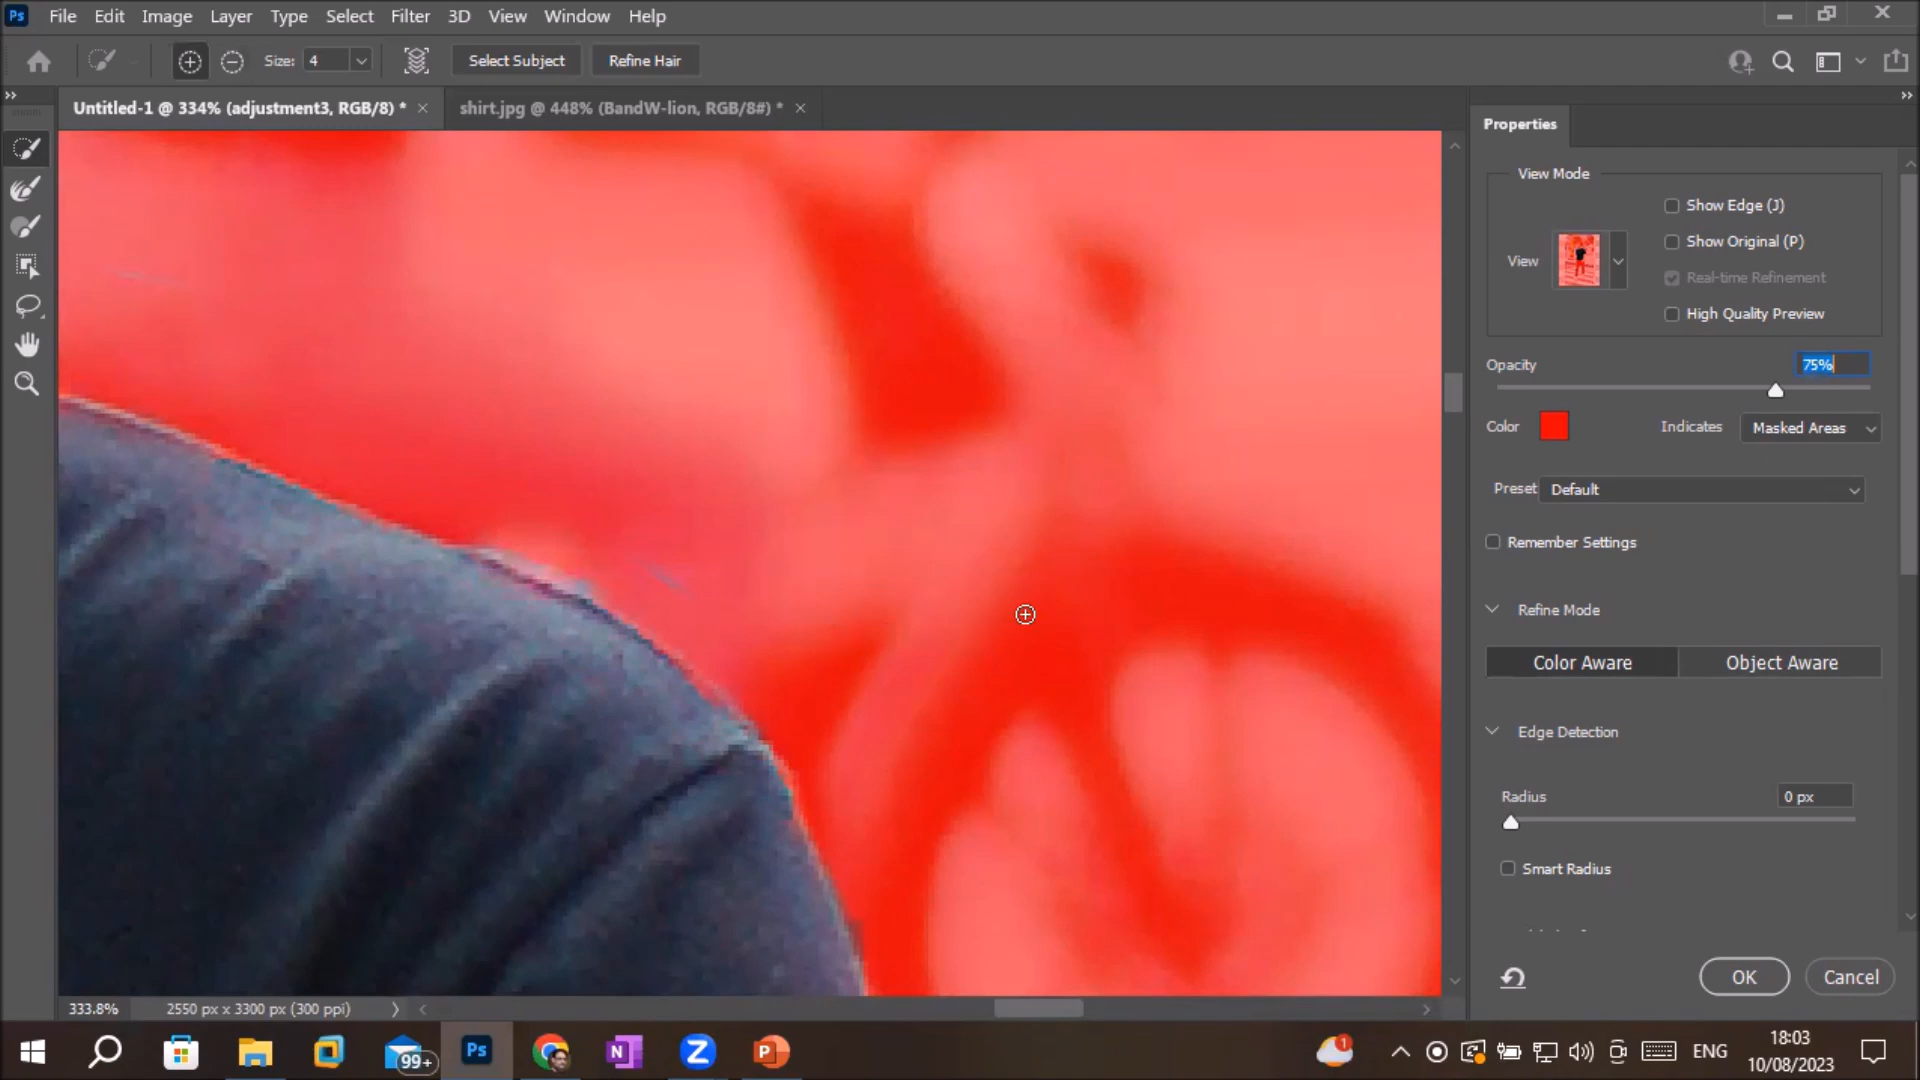 Ps File Edit Image Layer Type Select Filter 3D View Window Help
Size: 4 Select Subject Refine Hair
Untitled-1 @ 334% (adjustment3, RGB/8) * shirt.jpg @ 448% (BandW-lion, RGB/8#) *
Properties
View Mode
Show Edge (J)
View
Show Original (P)
Real-time Refinement
High Quality Preview
Opacity 75%
Color Indicates Masked Areas
Preset Default
Remember Settings
Refine Mode
Color Aware Object Aware
Edge Detection
Radius 0 px
Smart Radius
OK Cancel
333.8% 2550 px x 3300 px (300 ppi)
99+ Ps N Z P 1 ENG 18:03
10/08/2023